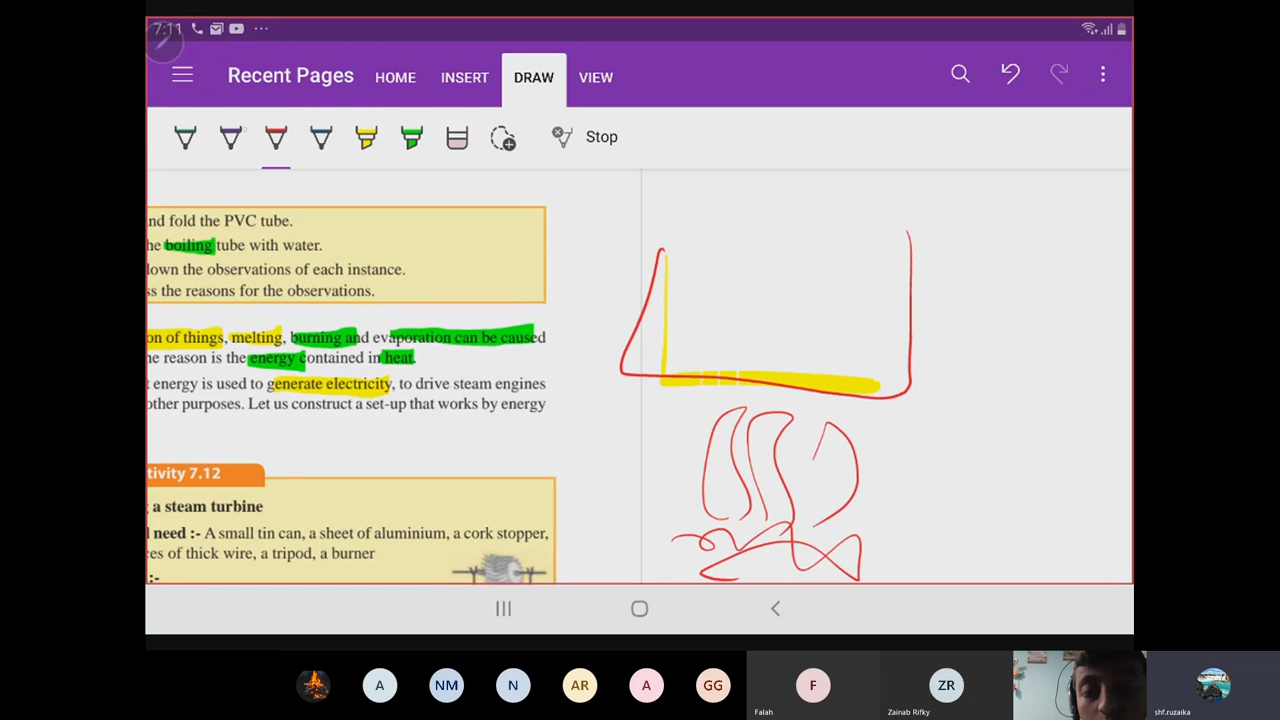 7:11
Recent Pages HOME INSERT DRAW VIEW
Stop
nd fold the PVC tube.
he boiling tube with water.
lown the observations of each instance.
ss the reasons for the observations.
on of things, melting, burning and evaporation can be caused
he reason is the energy contained in heat.
t energy is used to generate electricity, to drive steam engines
other purposes. Let us construct a set-up that works by energy
tivity 7.12
a steam turbine
need :- A small tin can, a sheet of aluminium, a cork stopper,
ces of thick wire, a tripod, a burner
:-
A NM N AR A GG F ZR
Falah Zainab Rifky shf.ruzaika